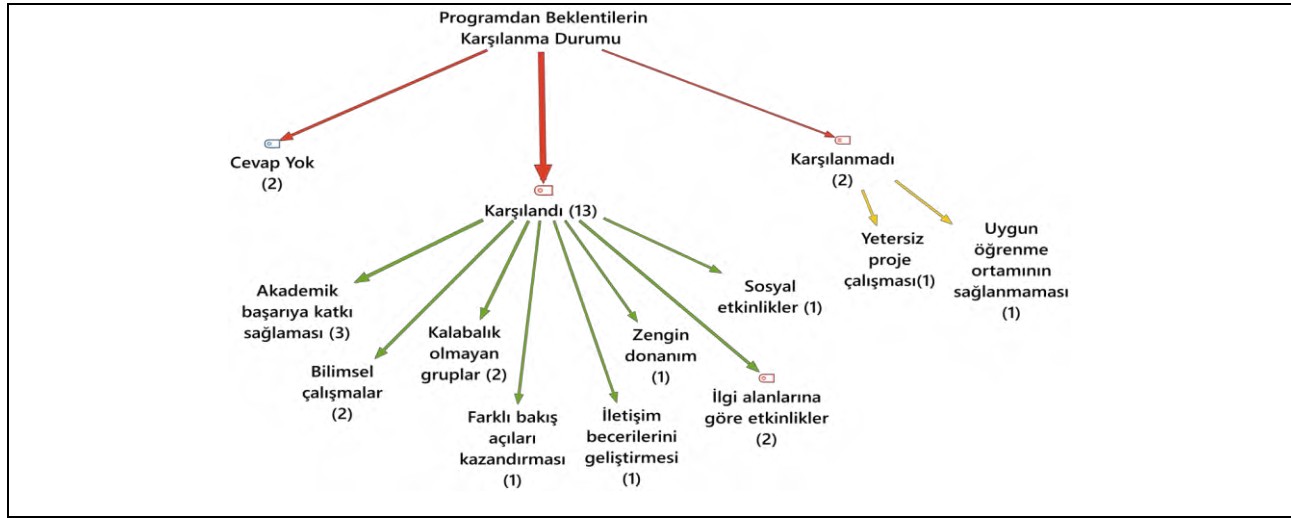 Programdan Beklentilerin
Karşılanma Durumu
Cevap Yok
(2)
Karşılandı (13)
Karşılanmadı
(2)
Yetersiz
proje
çalışması(1)
Uygun
öğrenme
ortamının
sağlanmaması
(1)
Akademik
başarıya katkı
sağlaması (3)
Bilimsel
çalışmalar
(2)
Kalabalık
olmayan
gruplar (2)
Farklı bakış
açıları
kazandırması
(1)
İletişim
becerilerini
geliştirmesi
(1)
Zengin
donanım
(1)
İlgi alanlarına
göre etkinlikler
(2)
Sosyal
etkinlikler (1)